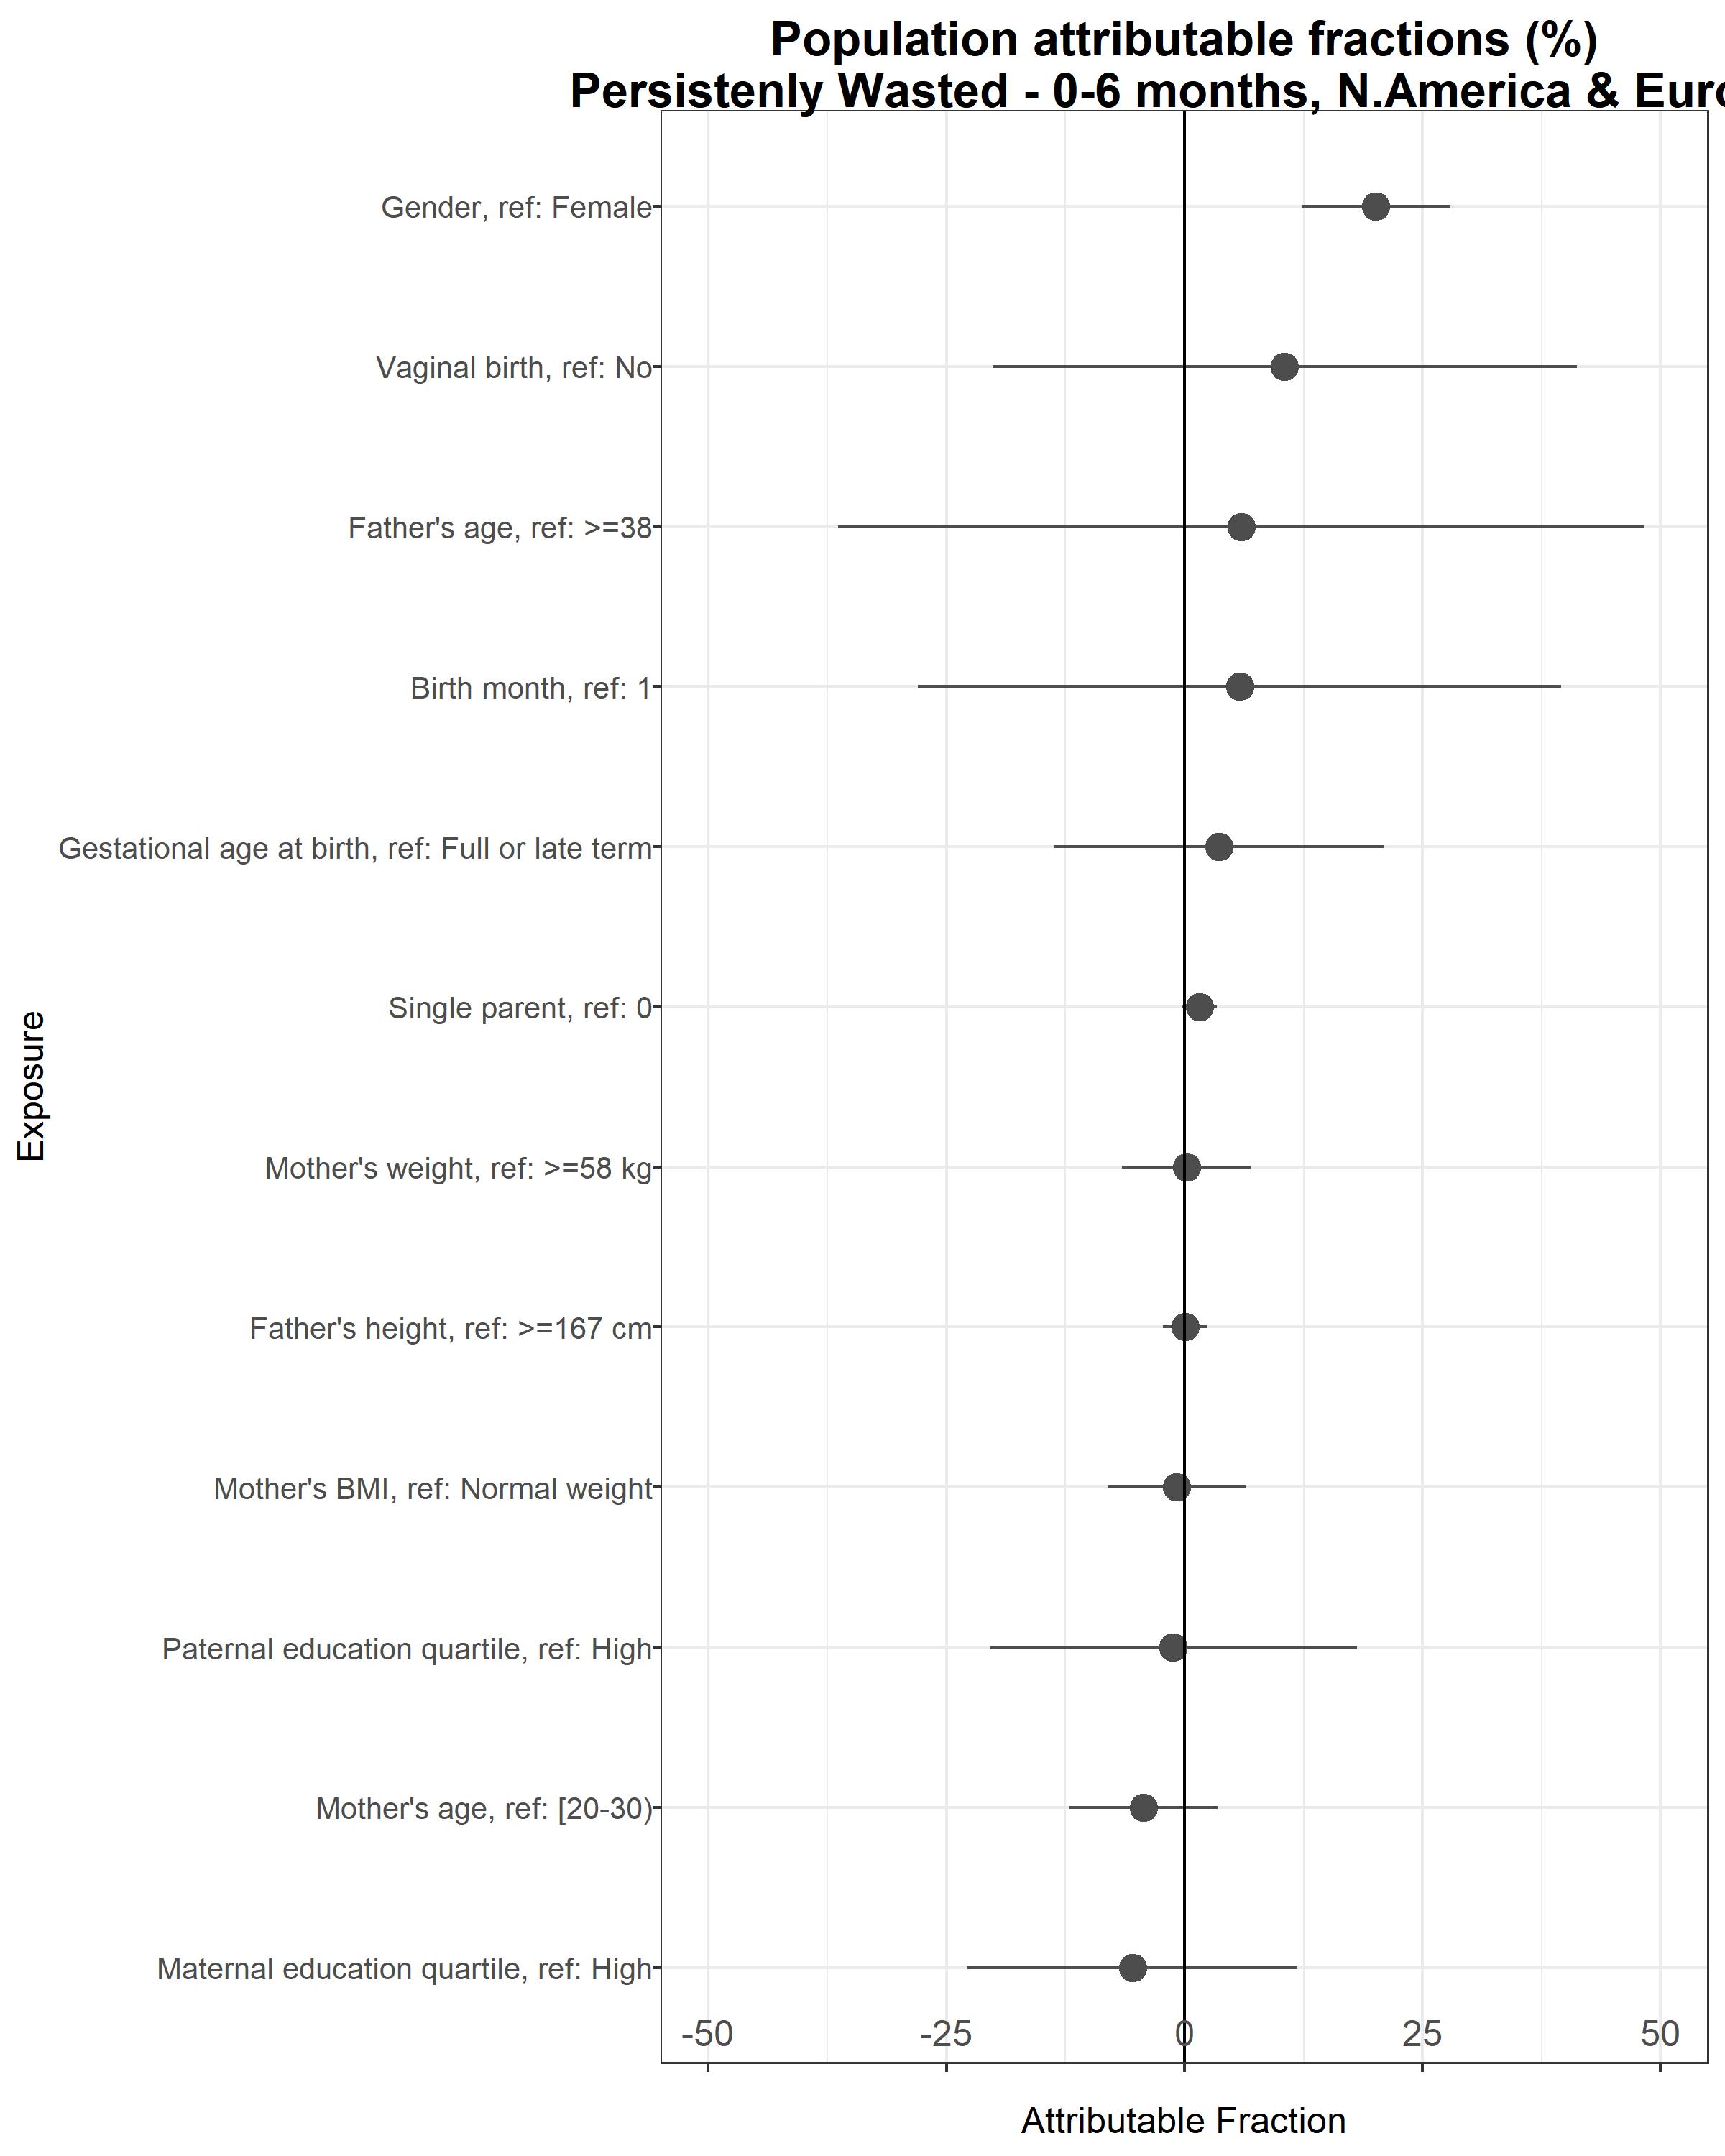 Population attributable fractions (%)
Persistenly Wasted - 0-6 months, N.America & Euro
Gender, ref: Female
Vaginal birth, ref: No
Father's age, ref: >=38
Birth month, ref: 1
Gestational age at birth, ref: Full or late term
Single parent, ref: 0
Mother's weight, ref: >=58 kg
Father's height, ref: >=167 cm
Mother's BMI, ref: Normal weight
Paternal education quartile, ref: High
Mother's age, ref: [20-30)
Maternal education quartile, ref: High
Exposure
-50 -25 0 25 50
Attributable Fraction